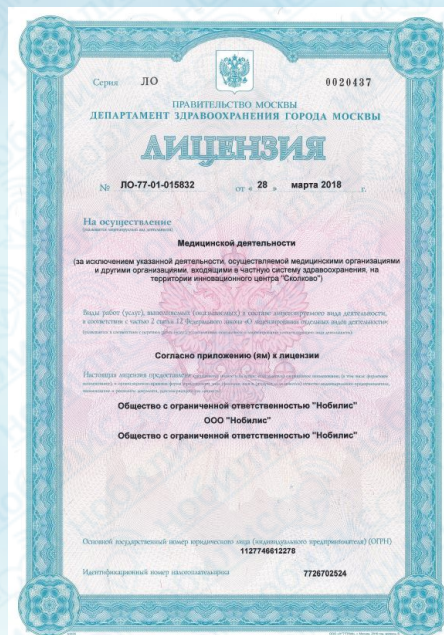 Серия ЛО 0020437
ПРАВИТЕЛЬСТВО МОСКВЫ
ДЕПАРТАМЕНТ ЗДРАВООХРАНЕНИЯ ГОРОДА МОСКВЫ
ЛИЦЕНЗИЯ
№ ЛО-77-01-015832 от « 28 » марта 2018 г.
На осуществление
Медицинской деятельности
(за исключением указанной деятельности, осуществляемой медицинскими организациями
и другими организациями, входящими в частную систему здравоохранения, на
территории инновационного центра "Сколково")
Виды работ (услуг), выполняемых (оказываемых) в составе лицензируемого вида деятельности,
в соответствии с частью 2 статьи 12 Федерального закона «О лицензировании отдельных видов деятельности»
Согласно приложению (ям) к лицензии
Настоящая лицензия предоставлена
Общество с ограниченной ответственностью "Нобилис"
ООО "Нобилис"
Общество с ограниченной ответственностью "Нобилис"
Основной государственный номер юридического лица (индивидуального предпринимателя) (ОГРН)
1127746612278
Идентификационный номер налогоплательщика 7726702524